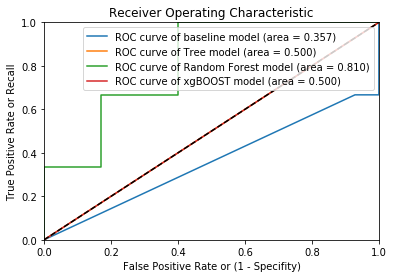 Receiver Operating Characteristic
1.0
0.8
0.6
0.4
0.2
0.0
True Positive Rate or Recall
ROC curve of baseline model (area = 0.357)
ROC curve of Tree model (area = 0.500)
ROC curve of Random Forest model (area = 0.810)
ROC curve of xgBOOST model (area = 0.500)
0.0 0.2 0.4 0.6 0.8 1.0
False Positive Rate or (1 - Specifity)